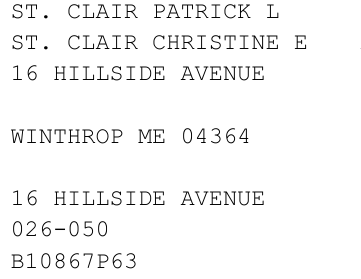 ST. CLAIR PATRICK L
ST. CLAIR CHRISTINE E
16 HILLSIDE AVENUE
WINTHROP ME 04364
16 HILLSIDE AVENUE
026-050
B10867P63